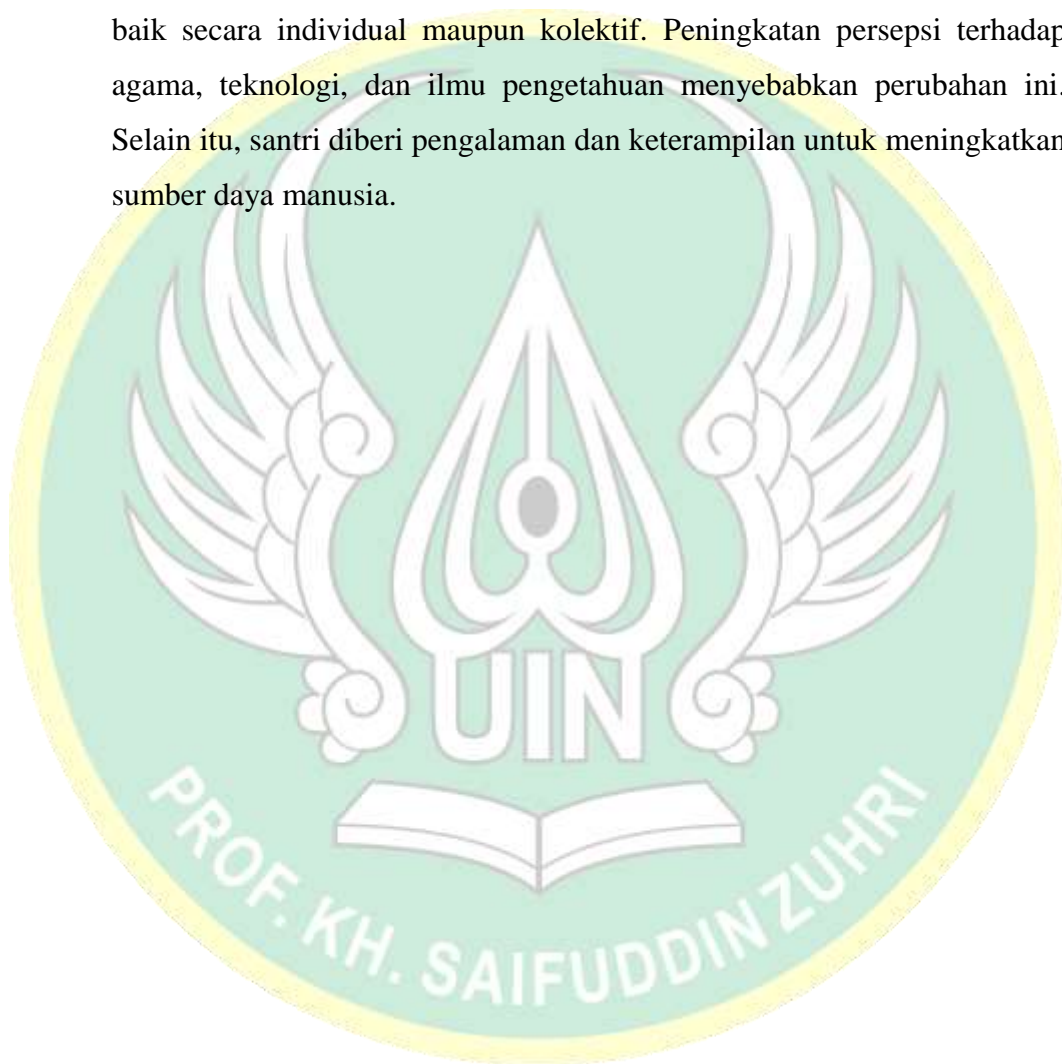 baik secara individual maupun kolektif. Peningkatan persepsi terhadap
agama, teknologi, dan ilmu pengetahuan menyebabkan perubahan ini.
Selain itu, santri diberi pengalaman dan keterampilan untuk meningkatkan
sumber daya manusia.
UIN
PROF. KH. SAIFUDDIN ZUHRI